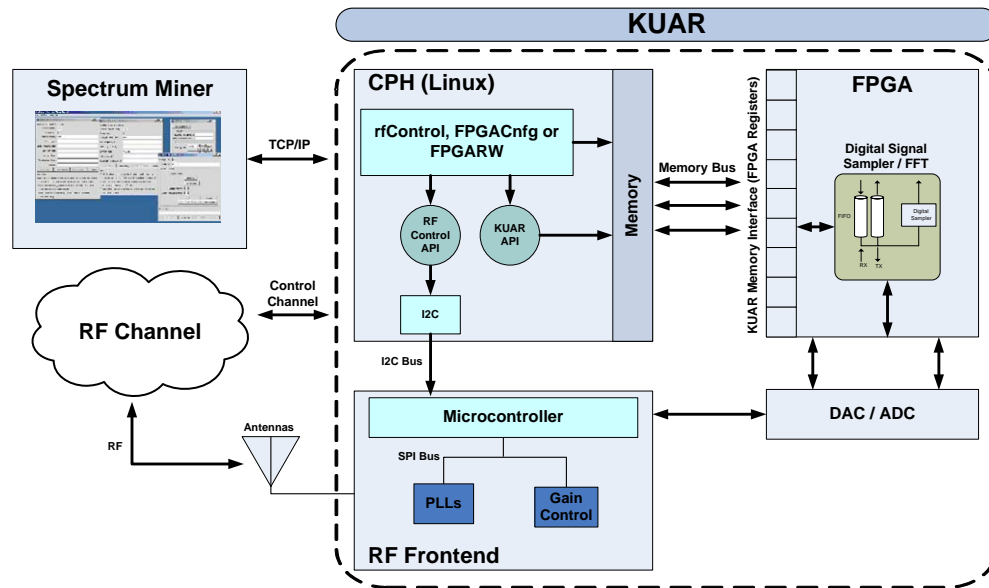 KUAR
Spectrum Miner
TCP/IP
CPH (Linux)
rfControl, FPGACnfg or
FPGARW
RF
Control
API
KUAR
API
I2C
Memory
Memory Bus
KUAR Memory Interface (FPGA Registers)
FPGA
Digital Signal
Sampler / FFT
FIFO
Digital
Sampler
RX
TX
RF Channel
Control
Channel
I2C Bus
RF
Antennas
Microcontroller
SPI Bus
PLLs
Gain
Control
RF Frontend
DAC / ADC